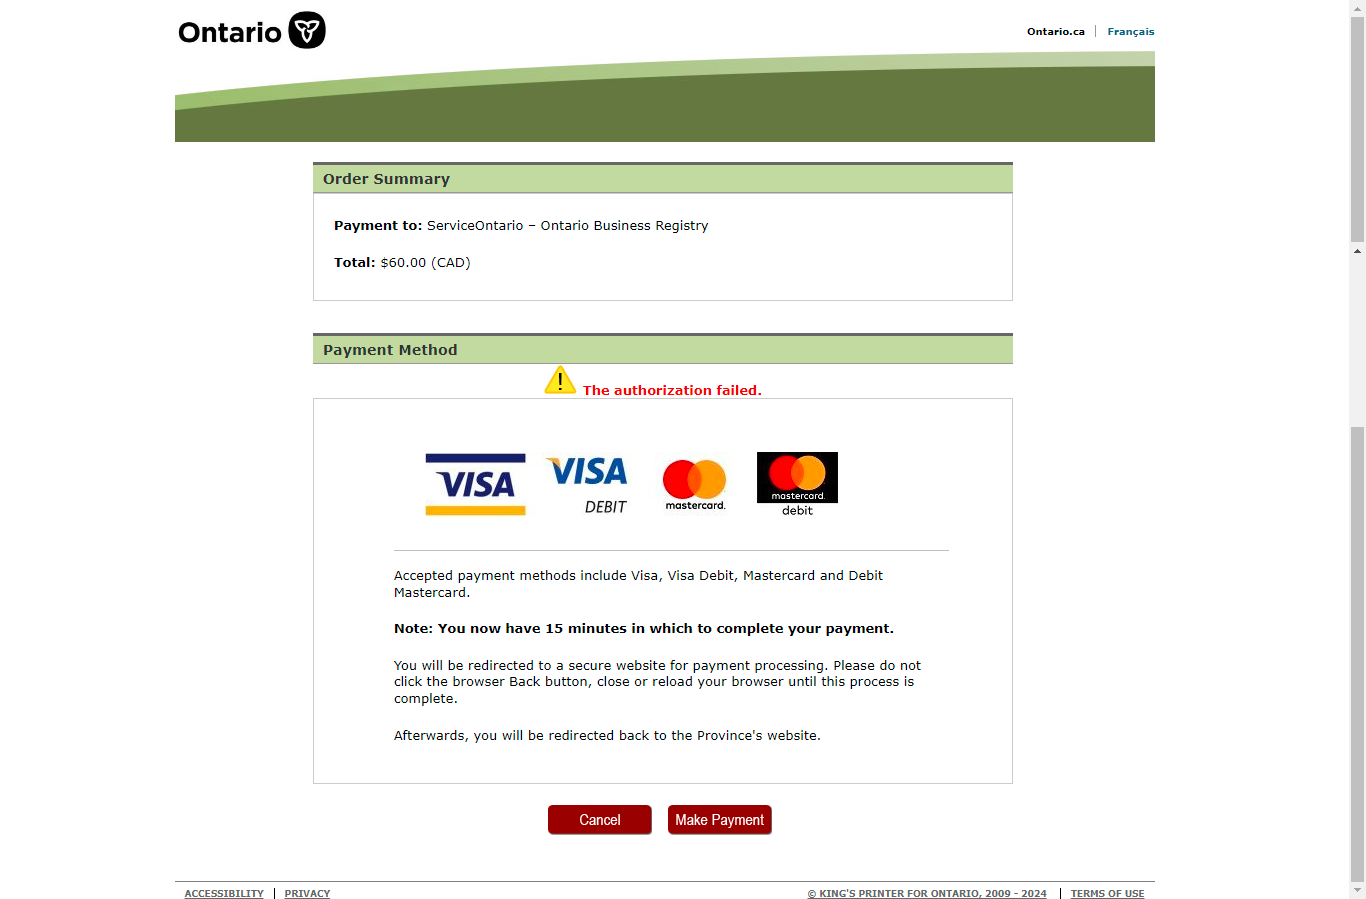 Ontario
Ontario.ca
Français
Order Summary
Payment to: ServiceOntario – Ontario Business Registry
Total: $60.00 (CAD)
Payment Method
The authorization failed.
VISA
VISA
DEBIT
mastercard.
mastercard.
debit
Accepted payment methods include Visa, Visa Debit, Mastercard and Debit
Mastercard.
Note: You now have 15 minutes in which to complete your payment.
You will be redirected to a secure website for payment processing. Please do not
click the browser Back button, close or reload your browser until this process is
complete.
Afterwards, you will be redirected back to the Province's website.
Cancel
Make Payment
ACCESSIBILITY
PRIVACY
© KING'S PRINTER FOR ONTARIO, 2009 - 2024
TERMS OF USE